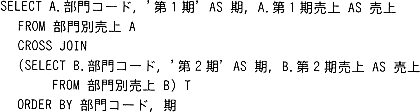 SELECT A.部門コード, '第1期' AS 期, A.第1期売上 AS 売上
FROM 部門別売上 A
CROSS JOIN
(SELECT B.部門コード, '第2期' AS 期, B.第2期売上 AS 売上
FROM 部門別売上 B) T
ORDER BY 部門コード, 期